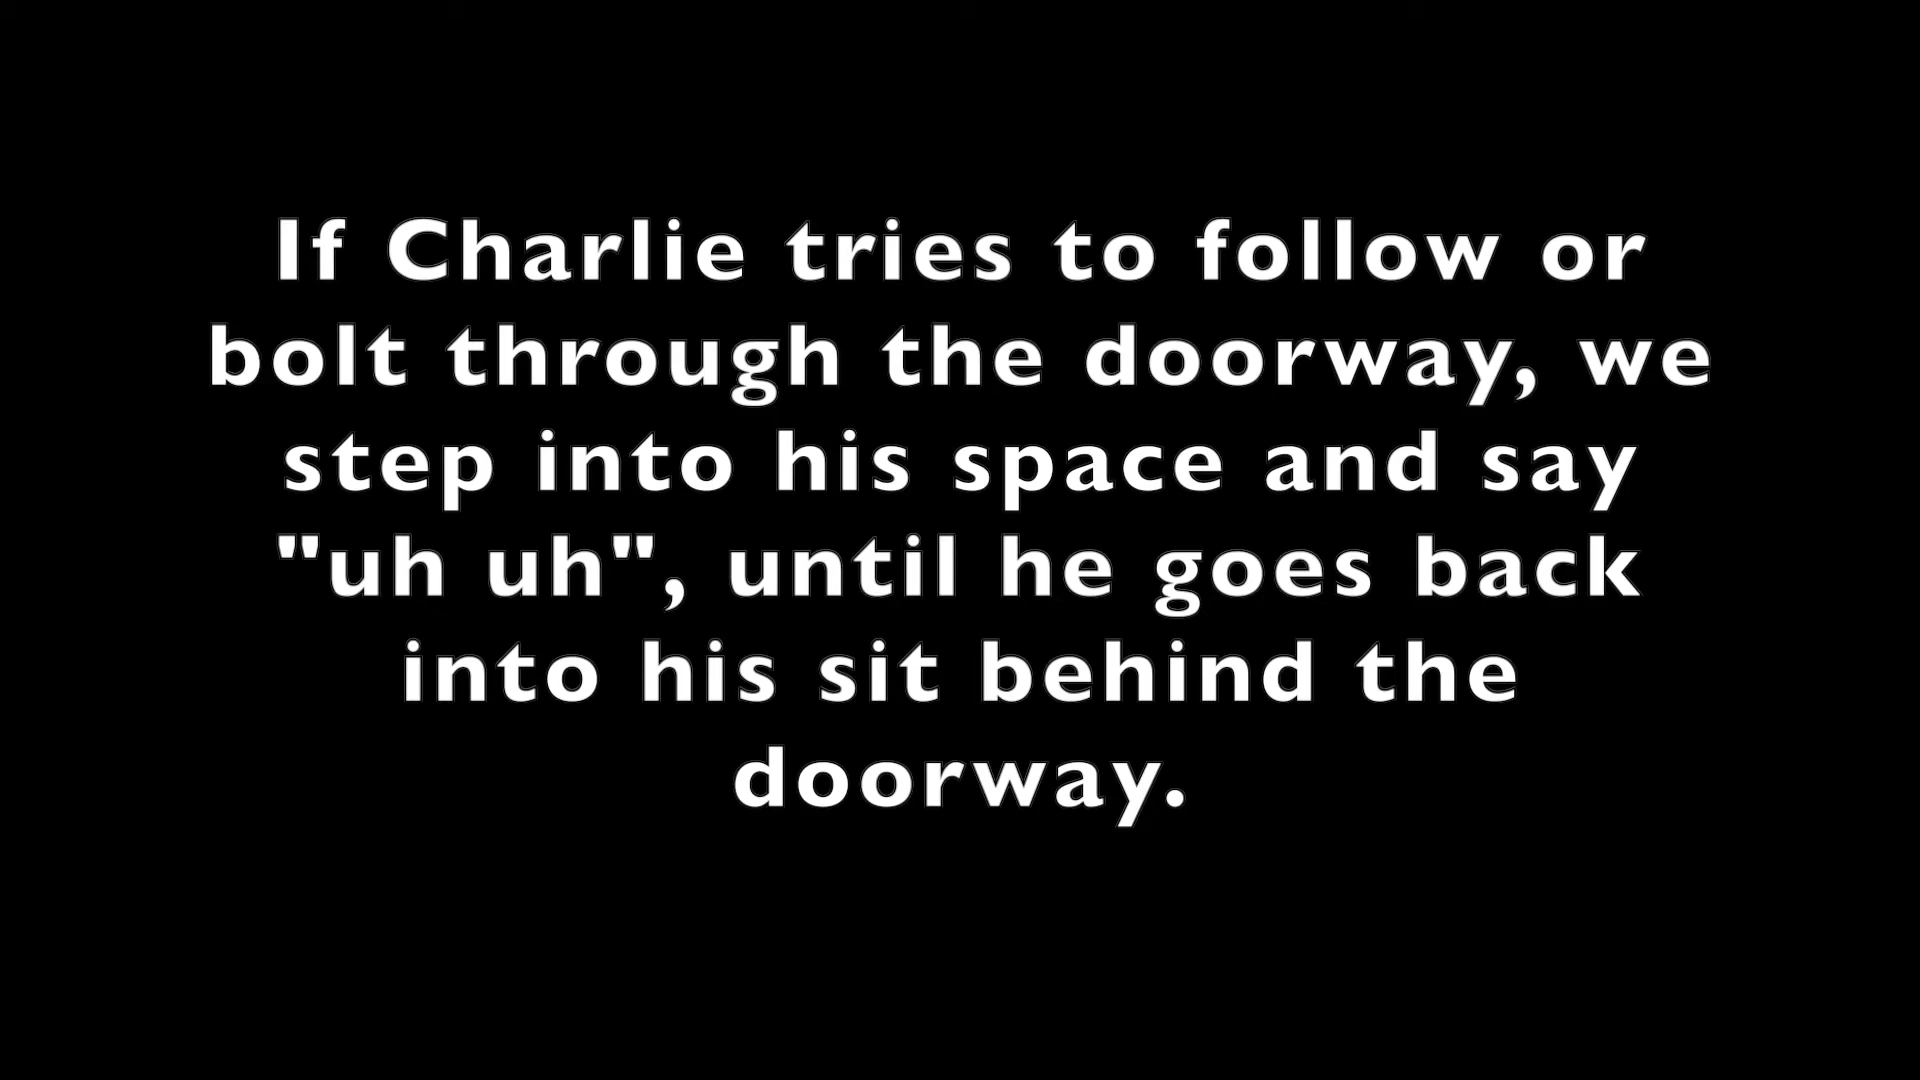 If Charlie tries to follow or
bolt through the doorway, we
step into his space and say
"uh uh", until he goes back
into his sit behind the
doorway.